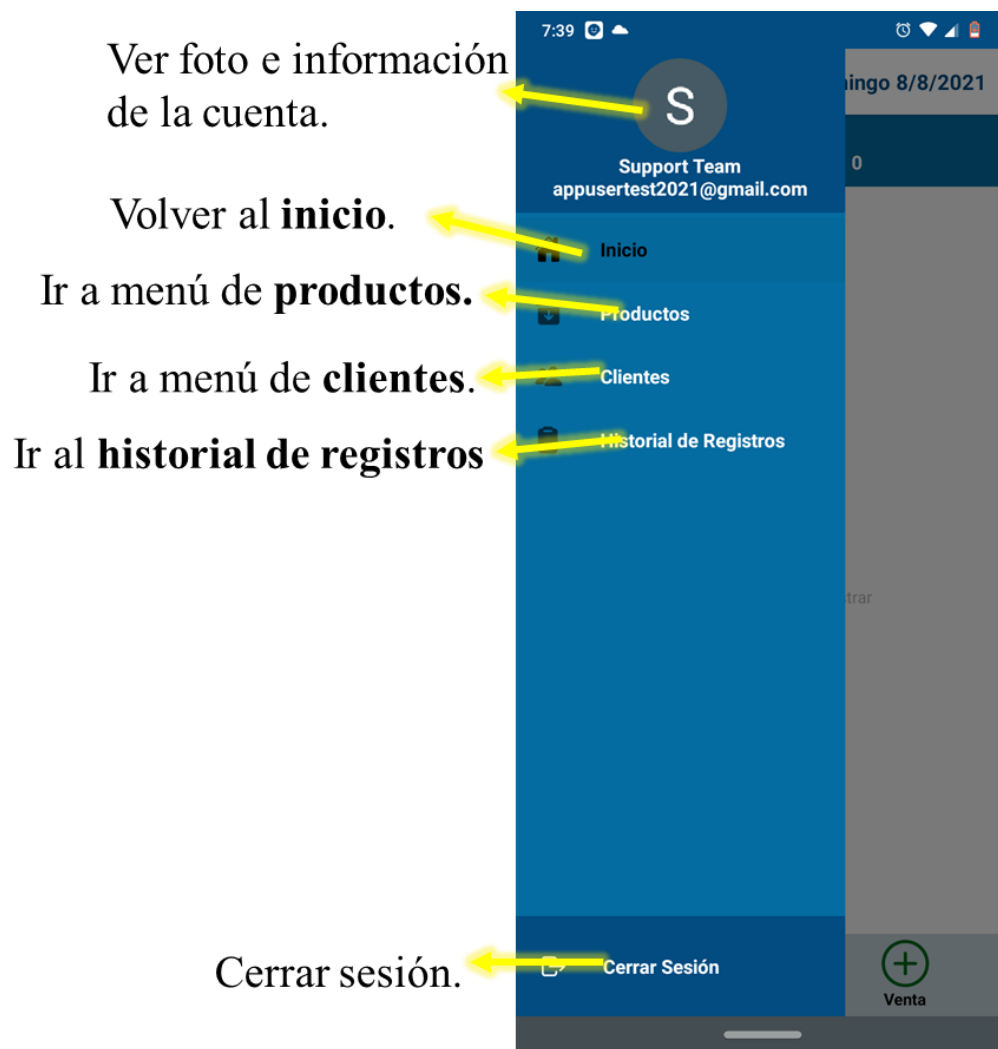 7:39
Ver foto e información
de la cuenta.
S
Support Team
appusertest2021@gmail.com
ingo 8/8/2021
0
Volver al inicio.
Inicio
Ir a menú de productos.
Productos
Ir a menú de clientes.
Clientes
Ir al historial de registros
Historial de Registros
strar
Cerrar sesión.
Cerrar Sesión
Venta